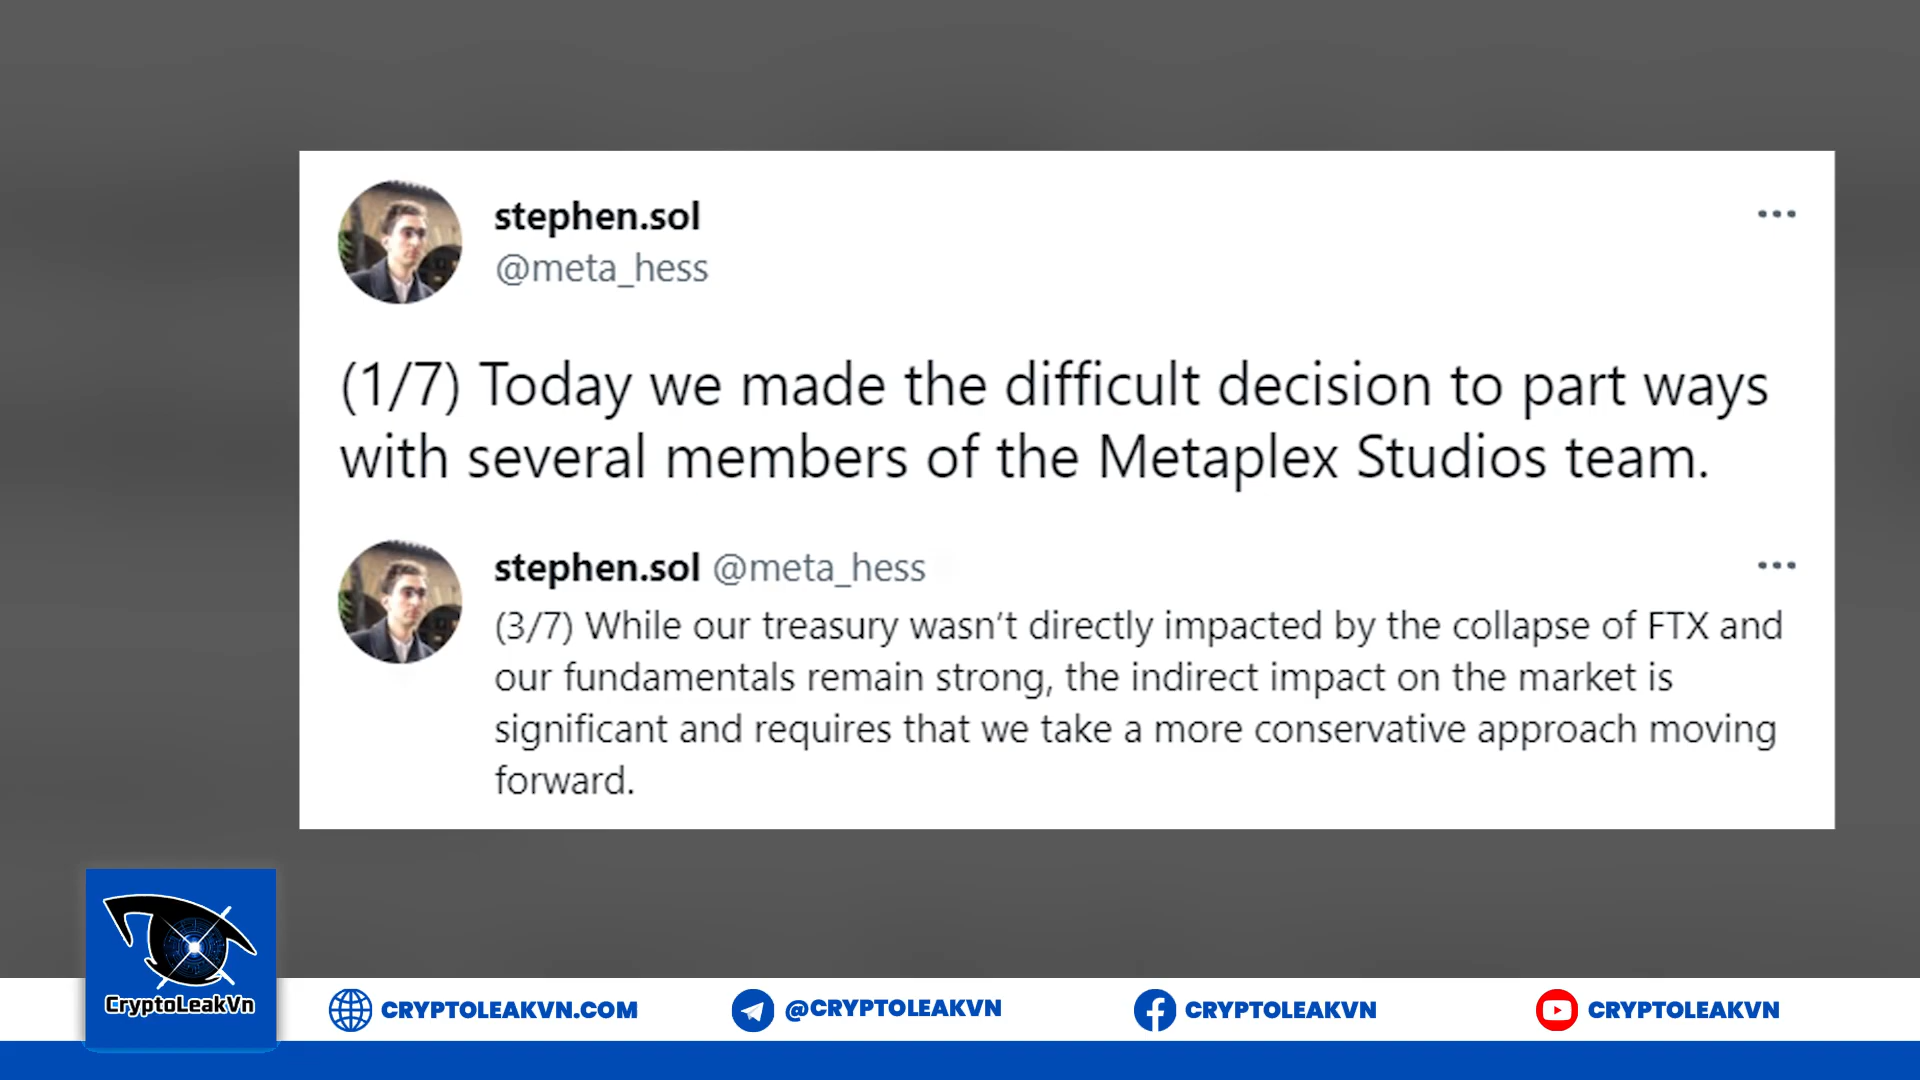 stephen.sol
@meta_hess
(1/7) Today we made the difficult decision to part ways
with several members of the Metaplex Studios team.
stephen.sol @meta_hess
(3/7) While our treasury wasn’t directly impacted by the collapse of FTX and
our fundamentals remain strong, the indirect impact on the market is
significant and requires that we take a more conservative approach moving
forward.
CryptoLeakVn
CRYPTOLEAKVN.COM
@CRYPTOLEAKVN
CRYPTOLEAKVN
CRYPTOLEAKVN